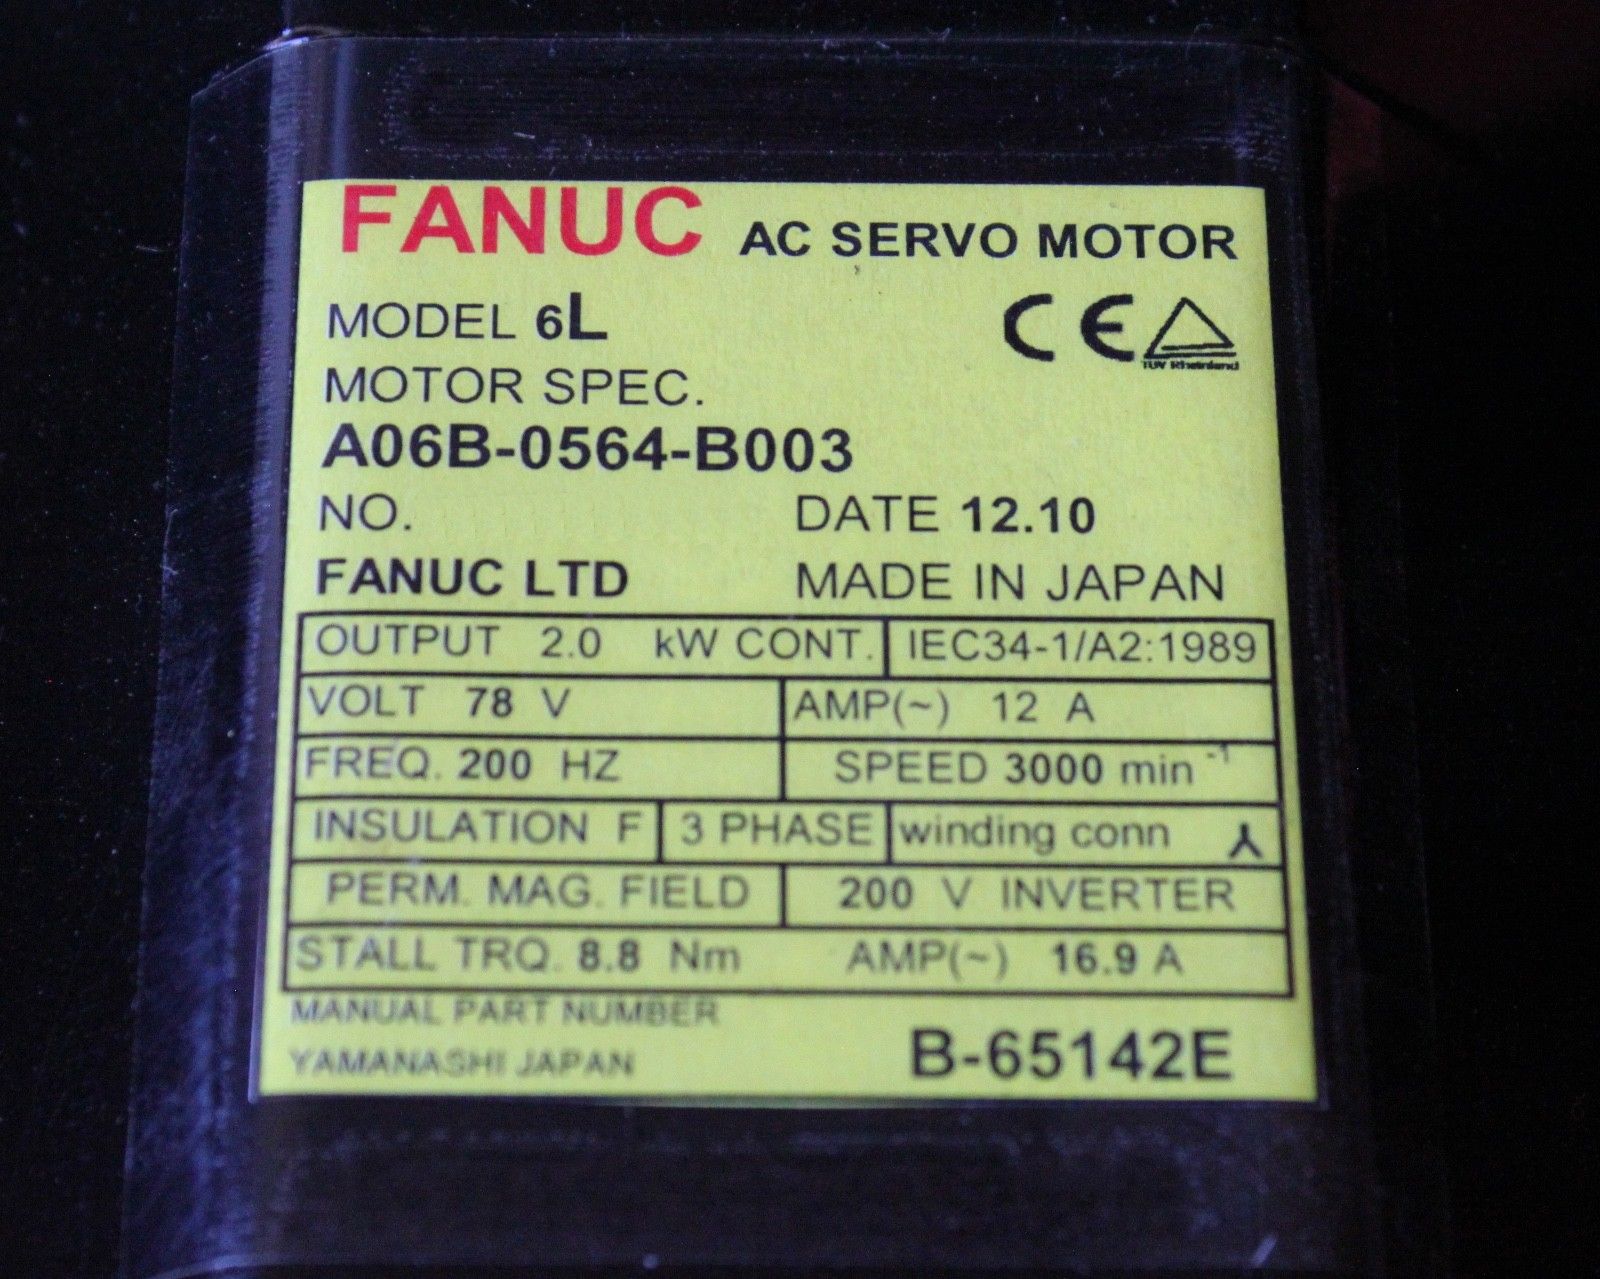 FANUC AC SERVO MOTOR
MODEL 6L
CE
TUV Rheinland
MOTOR SPEC.
A06B-0564-B003
NO. DATE 12.10
FANUC LTD MADE IN JAPAN
OUTPUT 2.0 kW CONT. IEC34-1/A2:1989
VOLT 78 V AMP(~) 12 A
FREQ. 200 HZ SPEED 3000 min -1
INSULATION F 3 PHASE winding conn
PERM. MAG. FIELD 200 V INVERTER
STALL TRQ. 8.8 Nm AMP(~) 16.9 A
MANUAL PART NUMBER
YAMANASHI JAPAN B-65142E